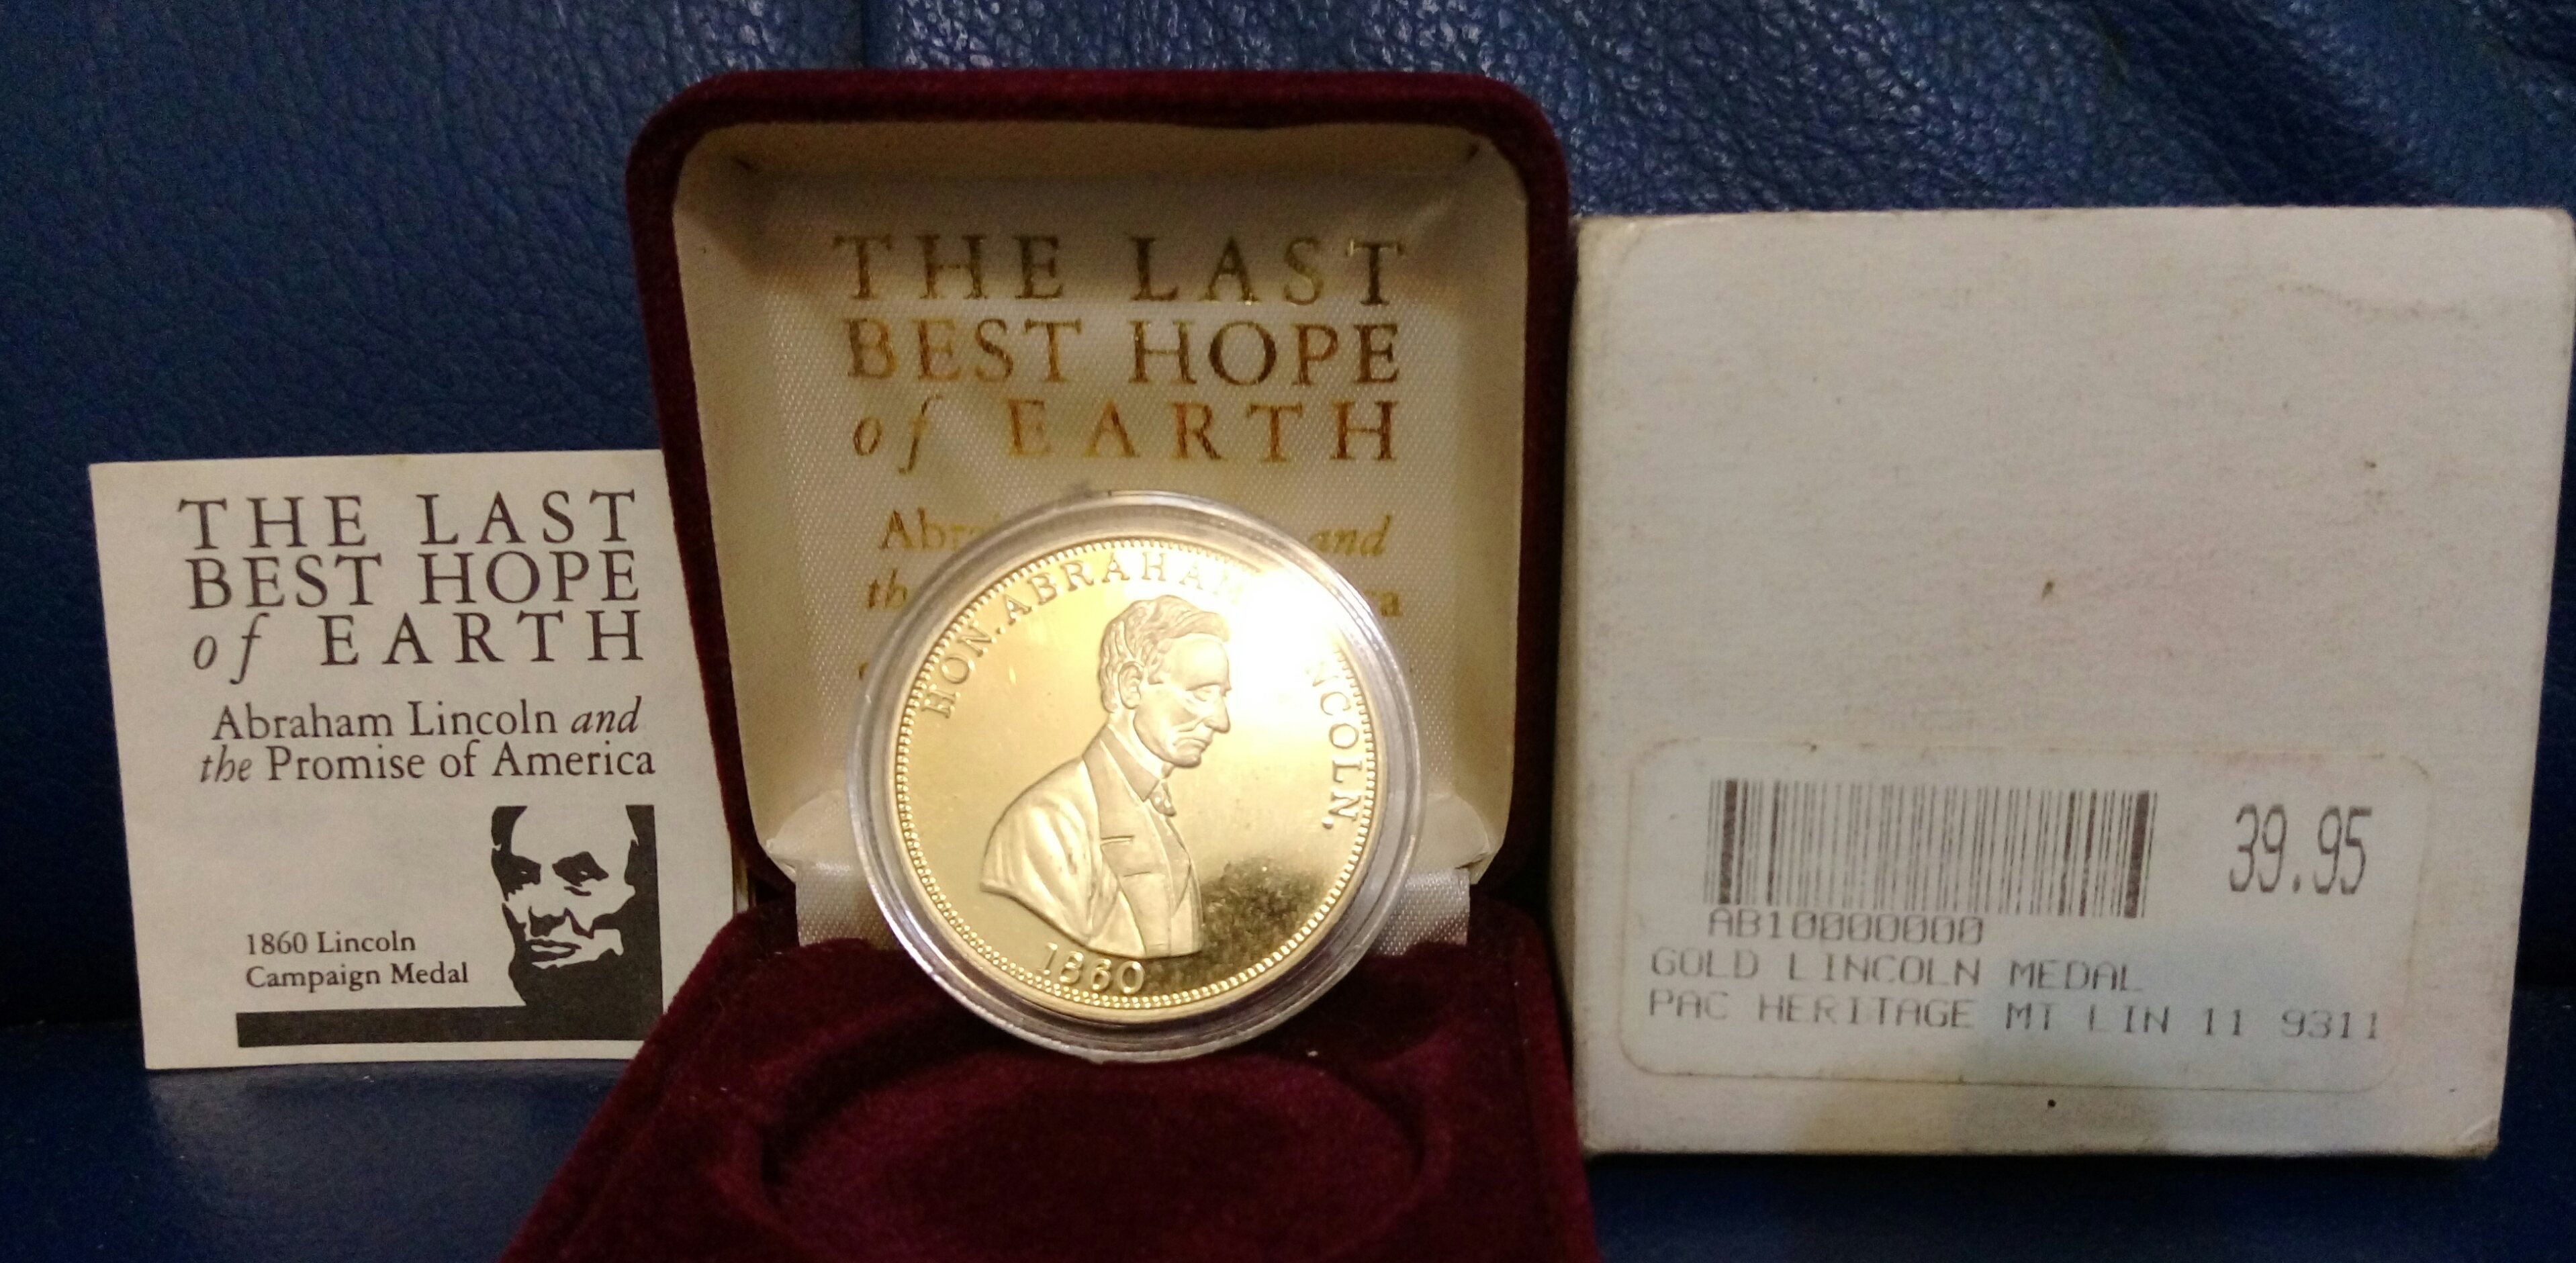 THE LAST
BEST HOPE
of EARTH
Abraham Lincoln and
the Promise of America
1860 Lincoln
Campaign Medal
THE LAST
BEST HOPE
of EARTH
and
HON. ABRAHAM
1860
39.95
AB10000000
GOLD LINCOLN MEDAL
PAC HERITAGE MT LIN 11 9311